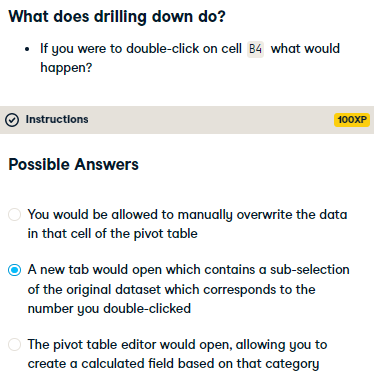 What does drilling down do?
• If you were to double-click on cell B4 what would
happen?
Instructions
100XP
Possible Answers
You would be allowed to manually overwrite the data
in that cell of the pivot table
A new tab would open which contains a sub-selection
of the original dataset which corresponds to the
number you double-clicked
The pivot table editor would open, allowing you to
create a calculated field based on that category